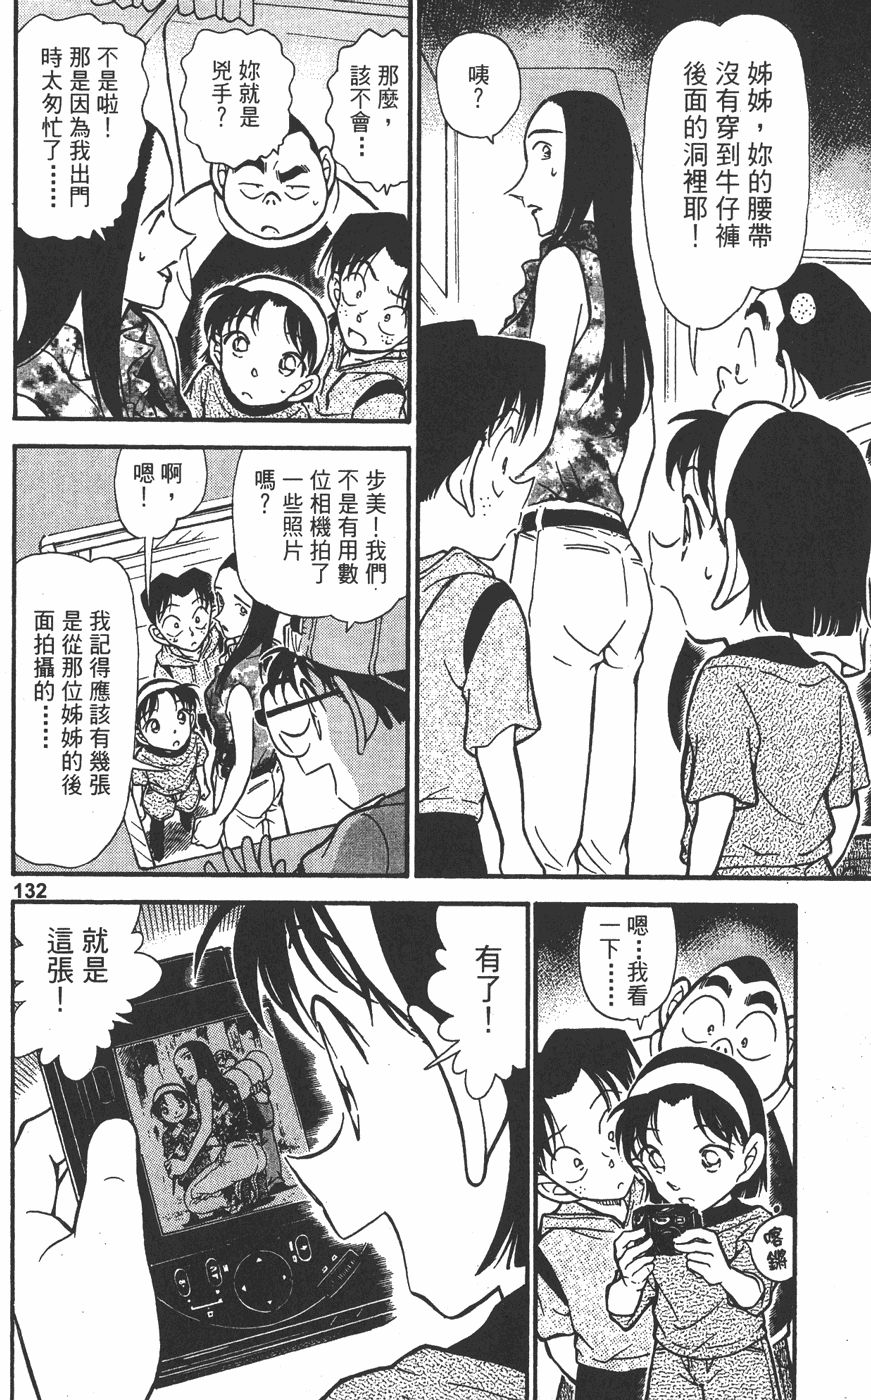 姊姊，妳的腰帶
沒有穿到牛仔褲
後面的洞裡耶！
咦？
那麼，
該不會…
妳就是
兇手？
不是啦！
那是因為我出門
時太匆忙了……
步美！我們
不是有用數
位相機拍了
一些照片
嗎？
啊，
嗯！
我記得應該有幾張
是從那位姊姊的後
面拍攝的……
132
嗯…我看
一下……
喀鏘
有了！
就是
這張！